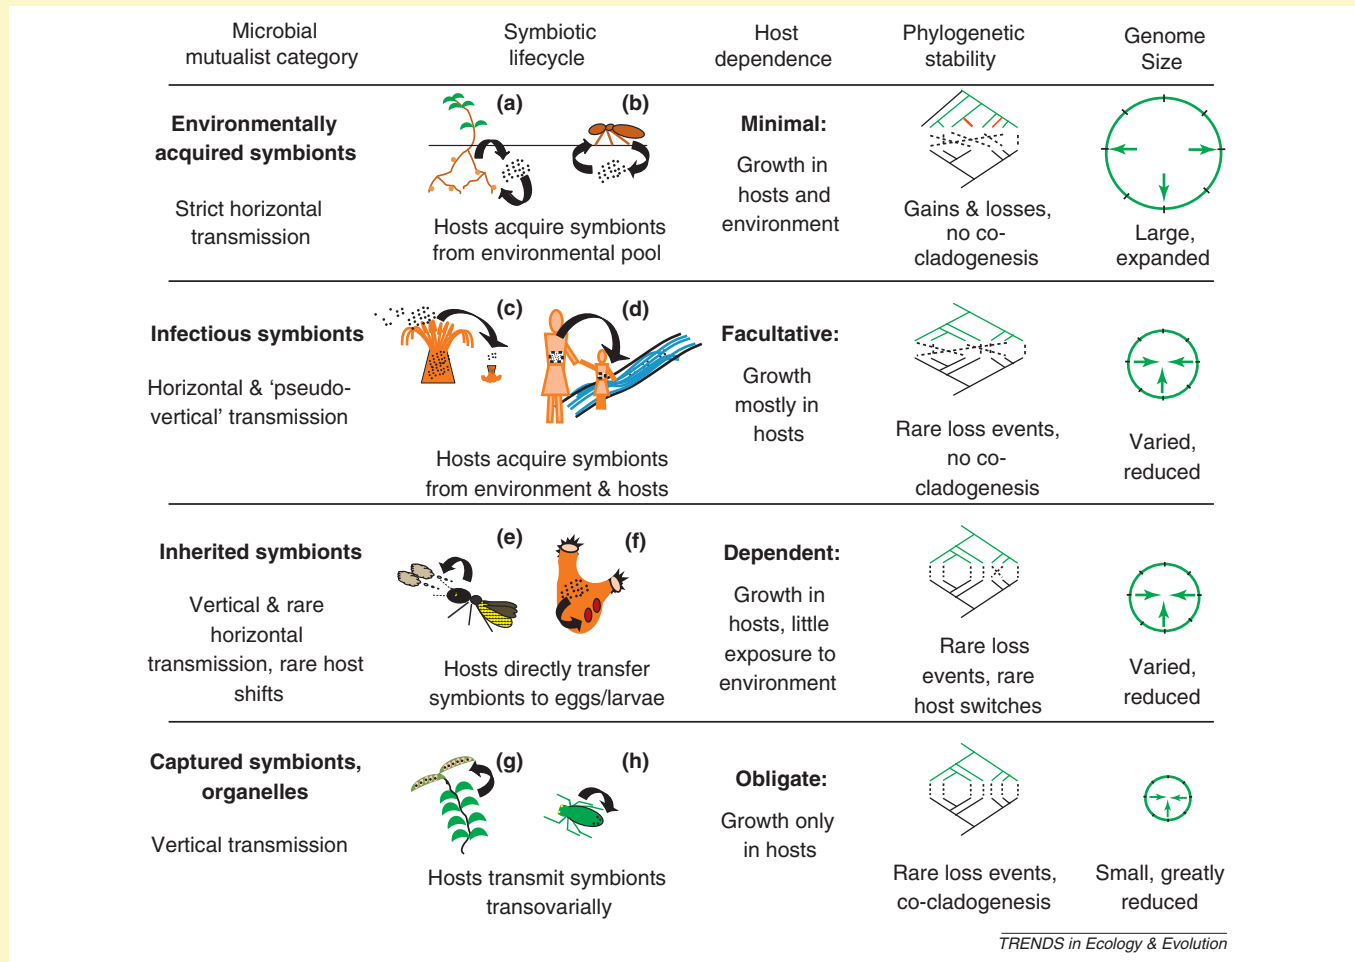 Microbial
mutualist category
Symbiotic
lifecycle
Host
dependence
Phylogenetic
stability
Genome
Size
Environmentally
acquired symbionts
Strict horizontal
transmission
(a)
(b)
Hosts acquire symbionts
from environmental pool
Minimal:
Growth in
hosts and
environment
Gains & losses,
no co-
cladogenesis
Large,
expanded
Infectious symbionts
Horizontal & ‘pseudo-
vertical’ transmission
(c)
(d)
Hosts acquire symbionts
from environment & hosts
Facultative:
Growth
mostly in
hosts
Rare loss events,
no co-
cladogenesis
Varied,
reduced
Inherited symbionts
Vertical & rare
horizontal
transmission, rare host
shifts
(e)
(f)
Hosts directly transfer
symbionts to eggs/larvae
Dependent:
Growth in
hosts, little
exposure to
environment
Rare loss
events, rare
host switches
Varied,
reduced
Captured symbionts,
organelles
Vertical transmission
(g)
(h)
Hosts transmit symbionts
transovarially
Obligate:
Growth only
in hosts
Rare loss events,
co-cladogenesis
Small, greatly
reduced
TRENDS in Ecology & Evolution